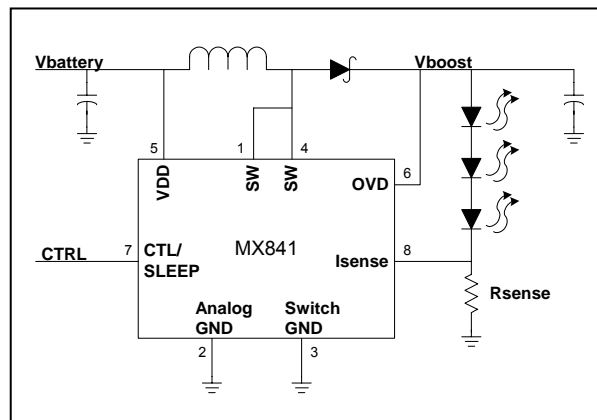 Vbattery
Vboost
5
1
4
VDD
SW
SW
OVD
6
CTRL
7
CTL/
SLEEP
MX841
Isense
8
Rsense
Analog
GND
Switch
GND
2
3